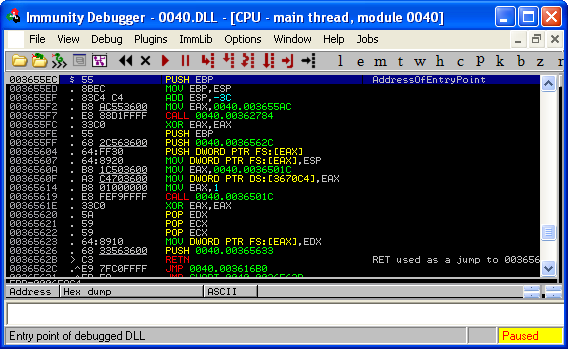 Immunity Debugger - 0040.DLL - [CPU - main thread, module 0040]
File View Debug Plugins ImmLib Options Window Help Jobs
l e m t w h c p k b z
003655EC $ 55 PUSH EBP AddressOfEntryPoint
003655ED . 8BEC MOV EBP,ESP
003655EF . 83C4 C4 ADD ESP,-3C
003655F2 . B8 AC553600 MOV EAX,0040.003655AC
003655F7 . E8 88D1FFFF CALL 0040.00362784
003655FC . 33C0 XOR EAX,EAX
003655FE . 55 PUSH EBP
003655FF . 68 2C563600 PUSH 0040.0036562C
00365604 . 64:FF30 PUSH DWORD PTR FS:[EAX]
00365607 . 64:8920 MOV DWORD PTR FS:[EAX],ESP
0036560A . B8 1C503600 MOV EAX,0040.0036501C
0036560F . A3 C4703600 MOV DWORD PTR DS:[3670C4],EAX
00365614 . B8 01000000 MOV EAX,1
00365619 . E8 FEF9FFFF CALL 0040.0036501C
0036561E . 33C0 XOR EAX,EAX
00365620 . 5A POP EDX
00365621 . 59 POP ECX
00365622 . 59 POP ECX
00365623 . 64:8910 MOV DWORD PTR FS:[EAX],EDX
00365626 . 68 33563600 PUSH 0040.00365633
0036562B > C3 RETN RET used as a jump to 003656
0036562C .^E9 7FC0FFFF JMP 0040.003616B0
Address Hex dump ASCII
Entry point of debugged DLL
Paused